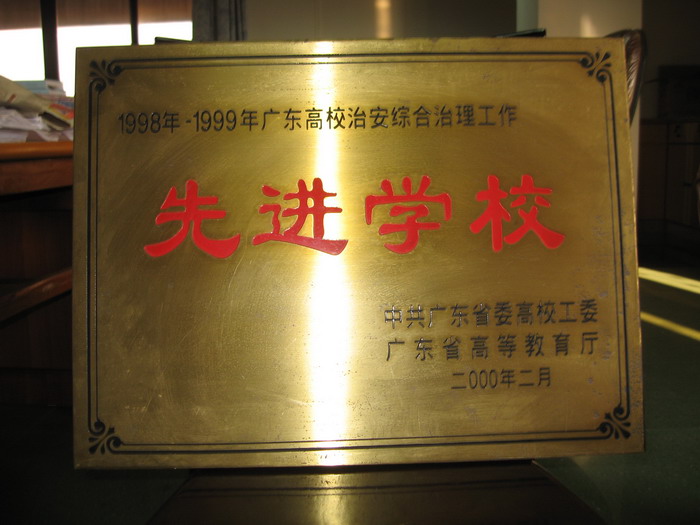 1998年-1999年广东高校治安综合治理工作
先进学校
中共广东省委高校工委
广东省高等教育厅
二000年二月